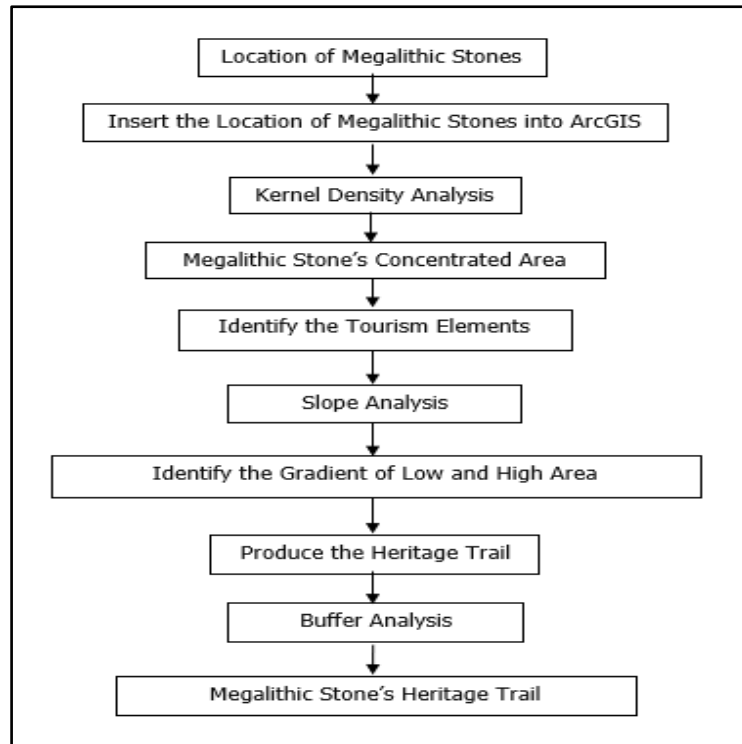 Location of Megalithic Stones
Insert the Location of Megalithic Stones into ArcGIS
Kernel Density Analysis
Megalithic Stone's Concentrated Area
Identify the Tourism Elements
Slope Analysis
Identify the Gradient of Low and High Area
Produce the Heritage Trail
Buffer Analysis
Megalithic Stone's Heritage Trail